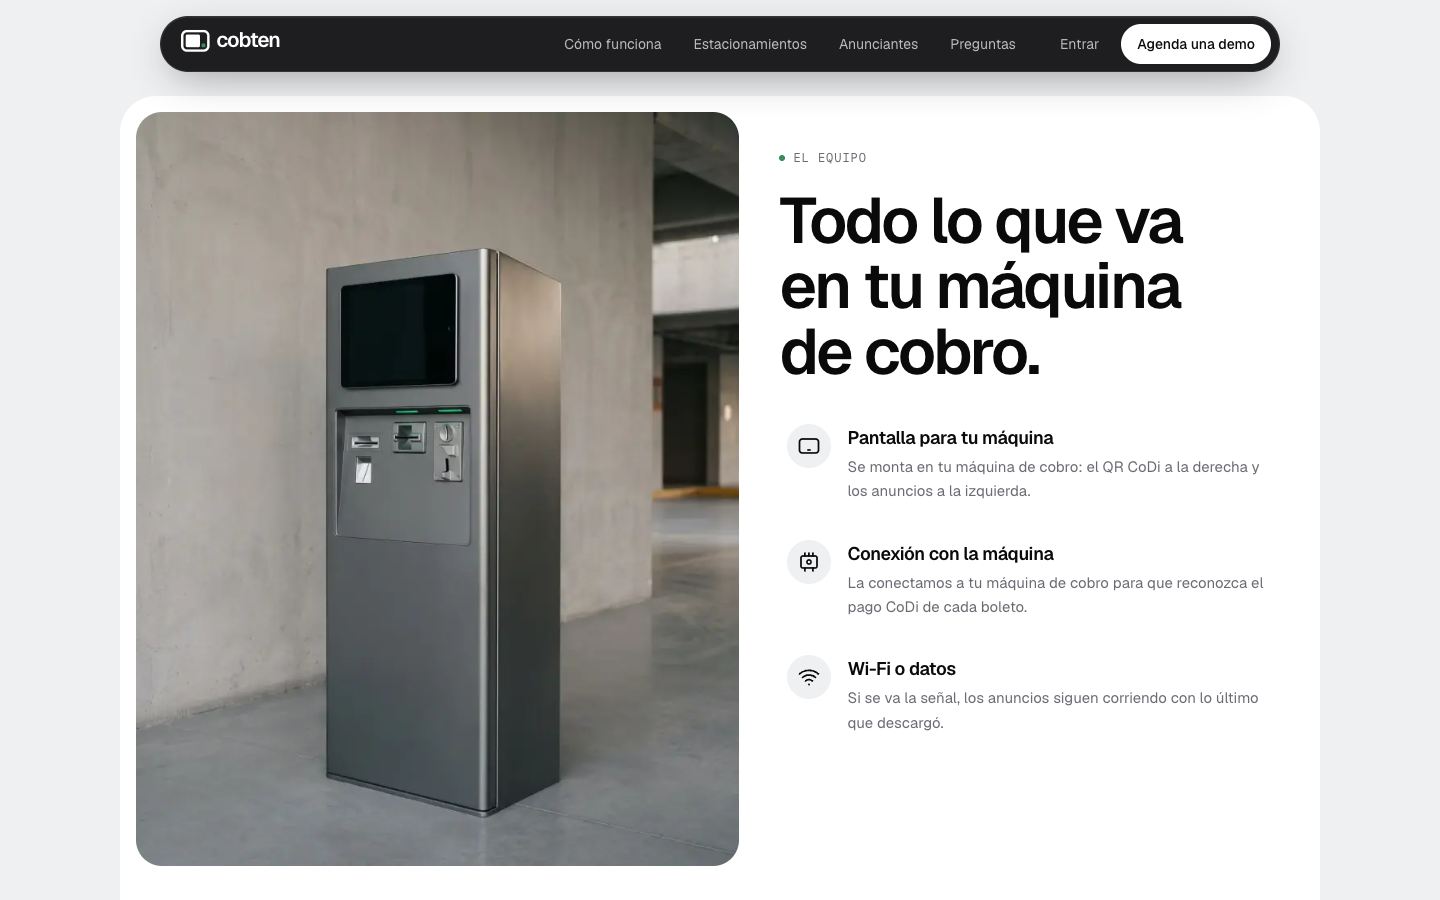 cobten
Cómo funciona
Estacionamientos
Anunciantes
Preguntas
Entrar
Agenda una demo
EL EQUIPO
Todo lo que va
en tu máquina
de cobro.
Pantalla para tu máquina
Se monta en tu máquina de cobro: el QR CoDi a la derecha y
los anuncios a la izquierda.
Conexión con la máquina
La conectamos a tu máquina de cobro para que reconozca el
pago CoDi de cada boleto.
Wi-Fi o datos
Si se va la señal, los anuncios siguen corriendo con lo último
que descargó.